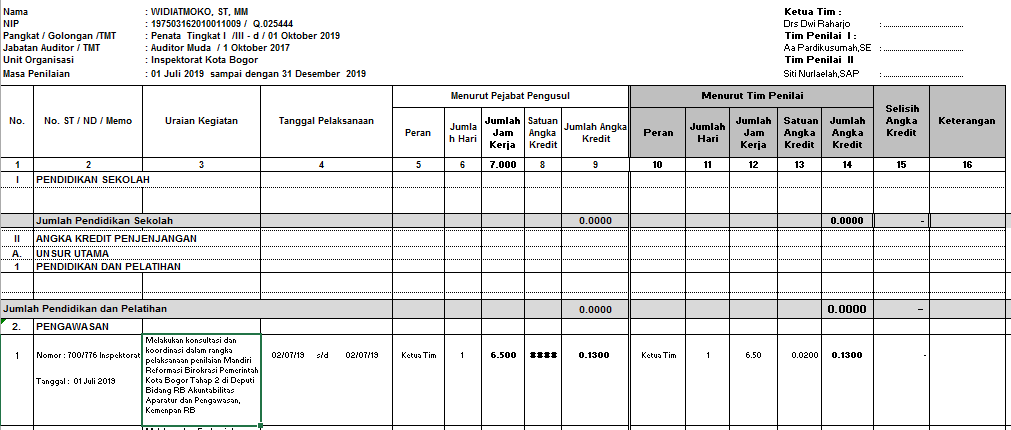 Nama : WIDIATMOKO, ST, MM
NIP : 197503162010011009 / Q.025444
Pangkat / Golongan /TMT : Penata Tingkat I /III - d / 01 Oktober 2019
Jabatan Auditor / TMT : Auditor Muda / 1 Oktober 2017
Unit Organisasi : Inspektorat Kota Bogor
Masa Penilaian : 01 Juli 2019 sampai dengan 31 Desember 2019
Ketua Tim :
Drs Dwi Raharjo :
Tim Penilai I :
Aa Pardikusumah,SE :
Tim Penilai II
Siti Nurlaelah,SAP :
No. No. ST / ND / Memo Uraian Kegiatan Tanggal Pelaksanaan Menurut Pejabat Pengusul Menurut Tim Penilai Selisih Angka Kredit Keterangan
Peran Jumlah Hari Jumlah Jam Kerja Satuan Angka Kredit Jumlah Angka Kredit Peran Jumlah Hari Jumlah Jam Kerja Satuan Angka Kredit Jumlah Angka Kredit
1 2 3 4 5 6 7.000 8 9 10 11 12 13 14 15 16
I PENDIDIKAN SEKOLAH
Jumlah Pendidikan Sekolah 0.0000 0.0000 -
II ANGKA KREDIT PENJENJANGAN
A. UNSUR UTAMA
1 PENDIDIKAN DAN PELATIHAN
Jumlah Pendidikan dan Pelatihan 0.0000 0.0000 -
2. PENGAWASAN
1 Nomor : 700/776 Inspektorat
Tanggal : 01 Juli 2019
Melakukan konsultasi dan
koordinasi dalam rangka
pelaksanaan penilaian Mandiri
Reformasi Birokrasi Pemerintah
Kota Bogor Tahap 2 di Deputi
Bidang RB Akuntabilitas
Aparatur dan Pengawasan,
Kemenpan RB
02/07/19 s/d 02/07/19 Ketua Tim 1 6.500 #### 0.1300 Ketua Tim 1 6.50 0.0200 0.1300 -